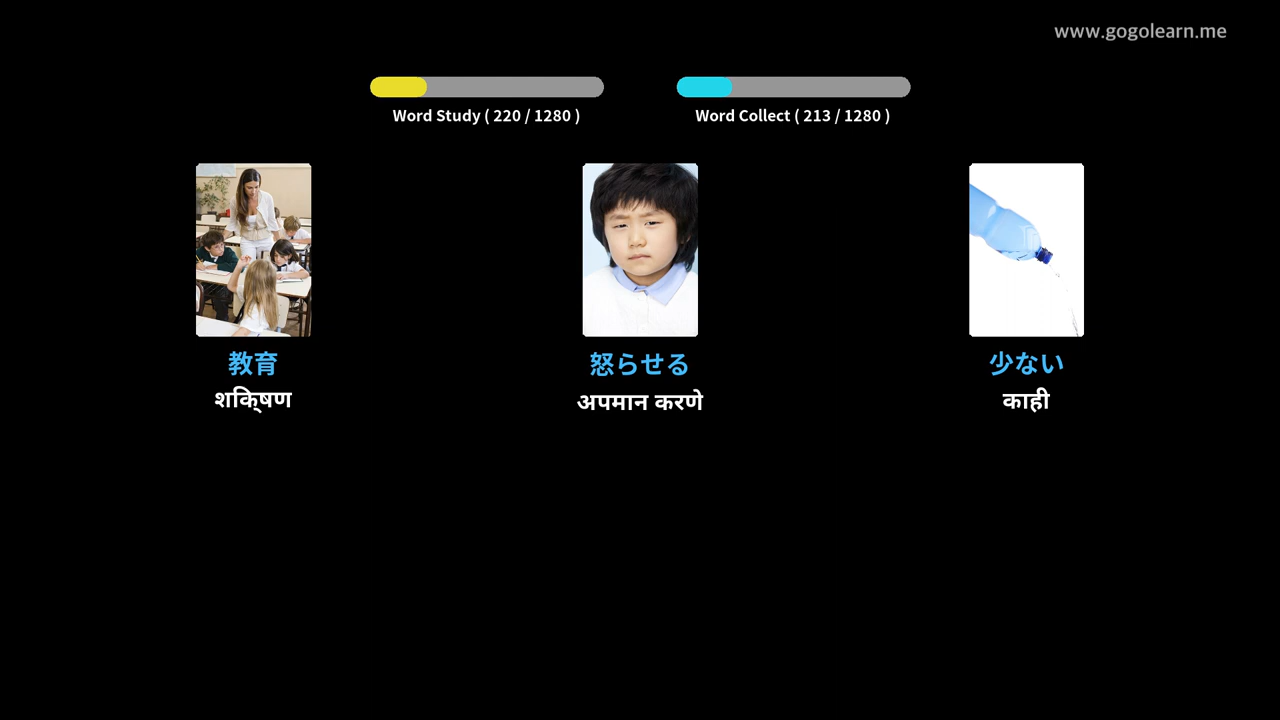 www.gogolearn.me
Word Study ( 220 / 1280 )
Word Collect ( 213 / 1280 )
教育
怒らせる
少ない
शक्षिण
अपमान करणे
काही